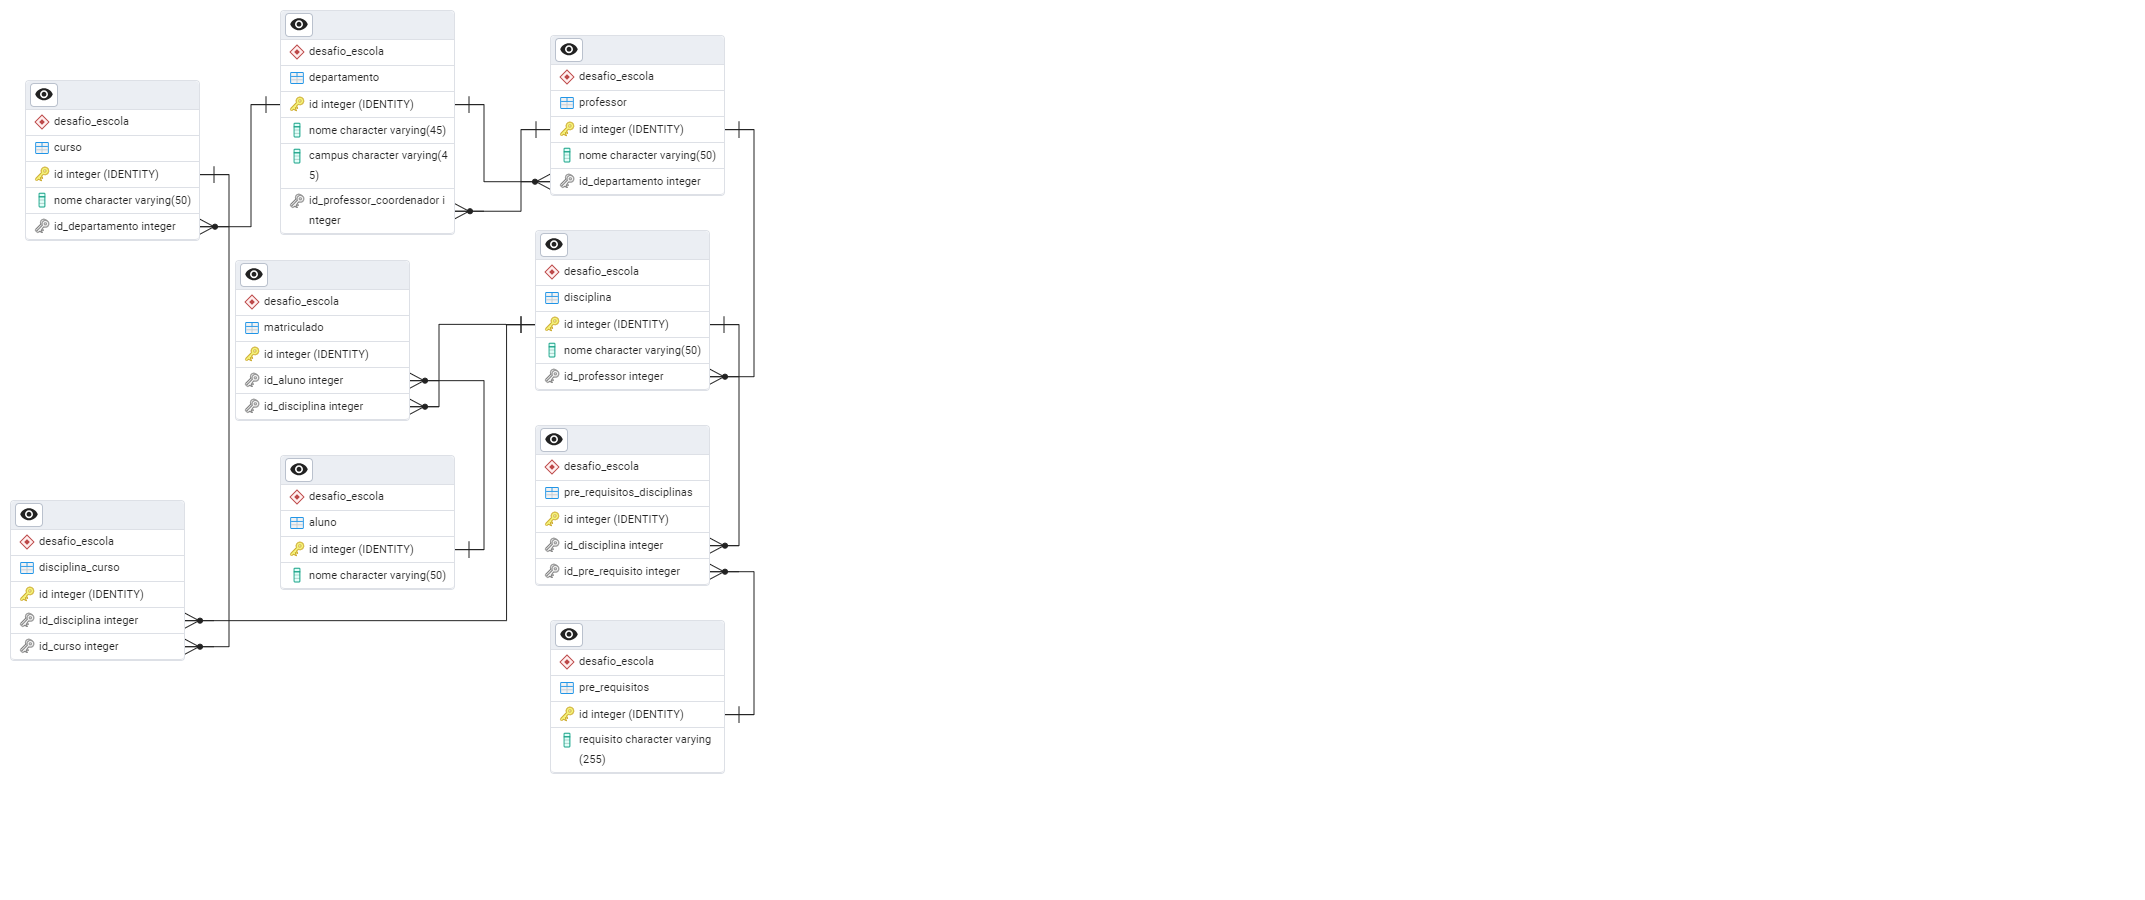 desafio_escola
departamento
id integer (IDENTITY)
nome character varying(45)
campus character varying(4
5)
id_professor_coordenador i
nteger
desafio_escola
professor
id integer (IDENTITY)
nome character varying(50)
id_departamento integer
desafio_escola
curso
id integer (IDENTITY)
nome character varying(50)
id_departamento integer
desafio_escola
disciplina
id integer (IDENTITY)
nome character varying(50)
id_professor integer
desafio_escola
matriculado
id integer (IDENTITY)
id_aluno integer
id_disciplina integer
desafio_escola
pre_requisitos_disciplinas
id integer (IDENTITY)
id_disciplina integer
id_pre_requisito integer
desafio_escola
aluno
id integer (IDENTITY)
nome character varying(50)
desafio_escola
disciplina_curso
id integer (IDENTITY)
id_disciplina integer
id_curso integer
desafio_escola
pre_requisitos
id integer (IDENTITY)
requisito character varying
(255)